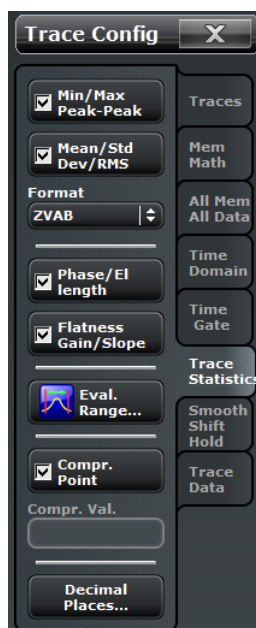 Trace Config X
Min/Max
Peak-Peak
Mean/Std
Dev/RMS
Format
ZVAB
Phase/El
length
Flatness
Gain/Slope
Eval.
Range...
Compr.
Point
Compr. Val.
Decimal
Places...
Traces
Mem
Math
All Mem
All Data
Time
Domain
Time
Gate
Trace
Statistics
Smooth
Shift
Hold
Trace
Data